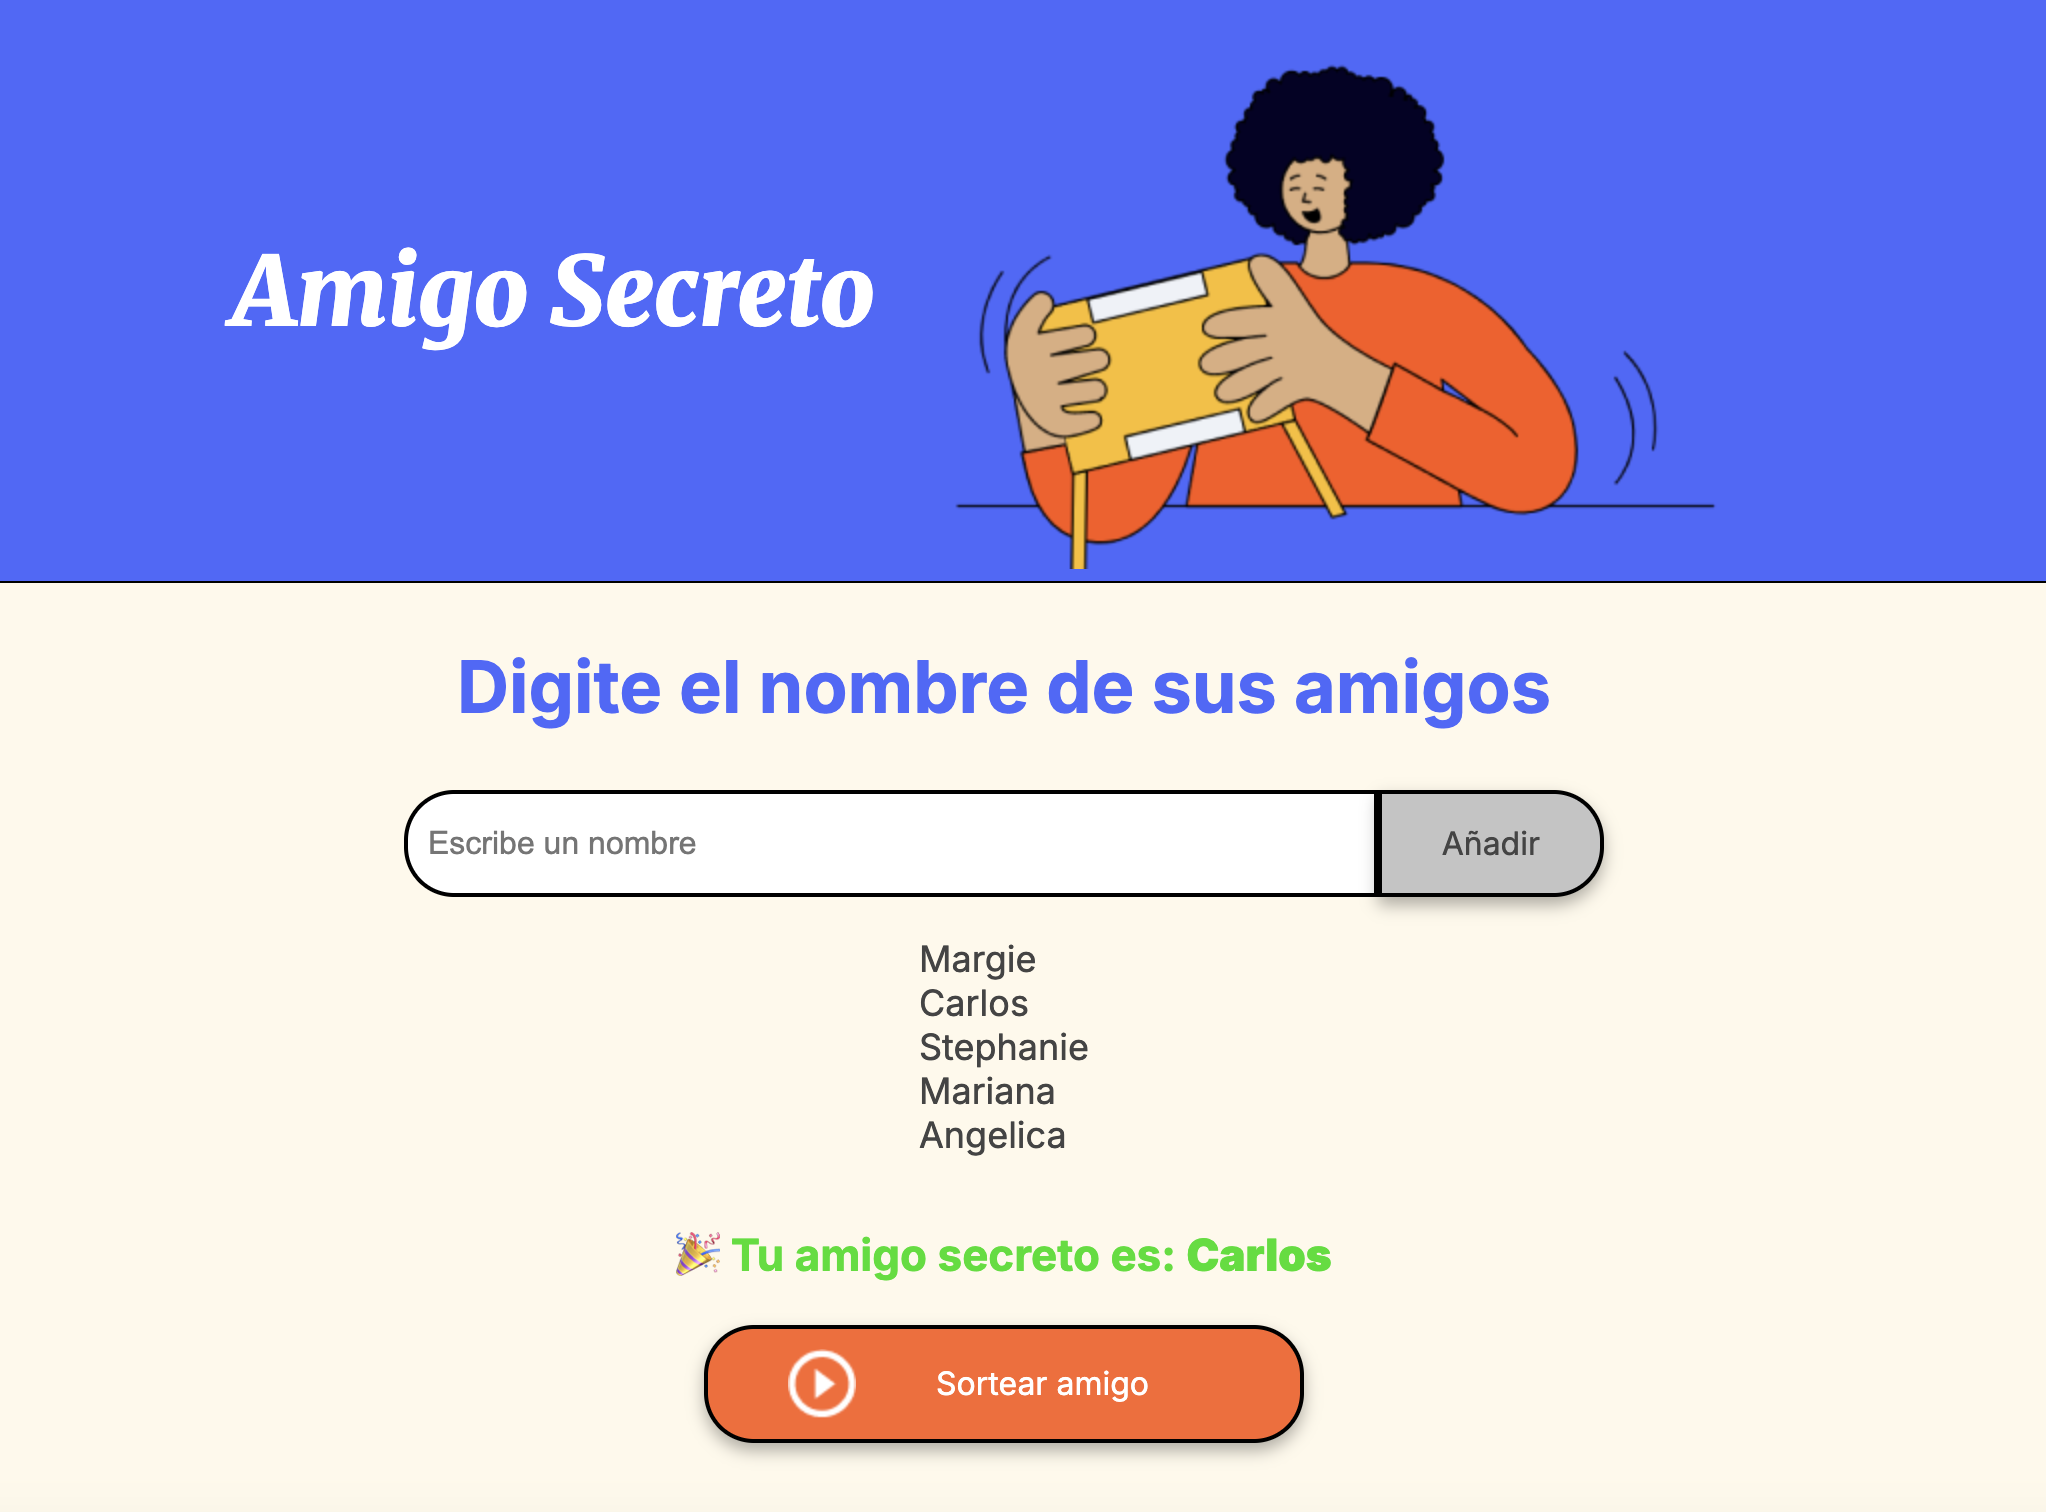 Amigo Secreto
Digite el nombre de sus amigos
Escribe un nombre
Añadir
Margie
Carlos
Stephanie
Mariana
Angelica
🎉 Tu amigo secreto es: Carlos
Sortear amigo